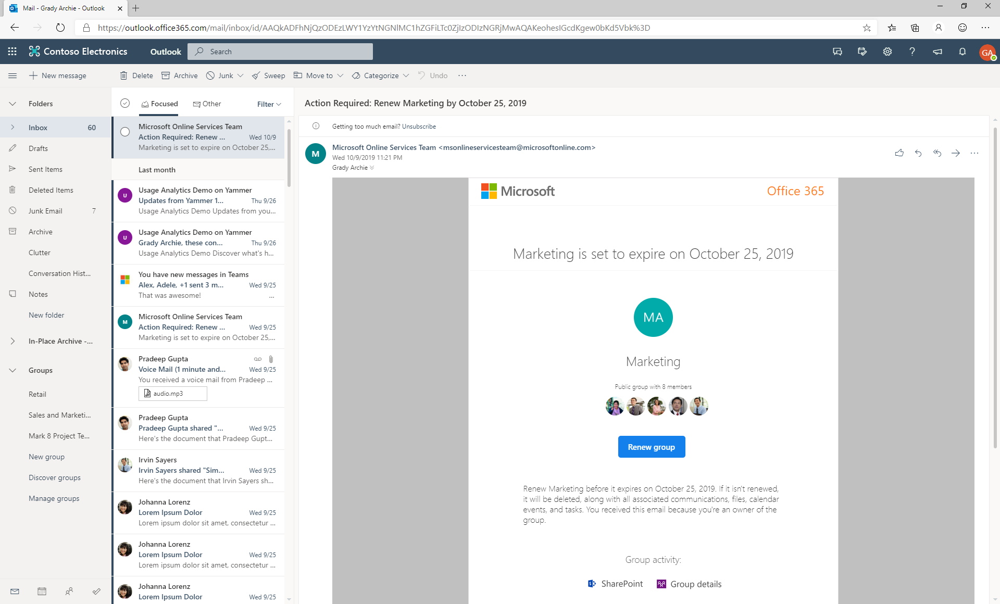 Mail - Grady Archie - Outlook
https://outlook.office365.com/mail/inbox/id/AAQkADFhNjQzODEzLWY1YzYtNGNlMC1hZGFiLTc0ZjIzODIzNGRjMwAQAKeohesIGcdKgew0bKd5Vbk%3D
Contoso Electronics
Outlook
Search
GA
New message
Delete
Archive
Junk
Sweep
Move to
Categorize
Undo
Folders
Inbox 60
Drafts
Sent Items
Deleted Items
Junk Email 7
Archive
Clutter
Conversation Hist...
Notes
New folder
In-Place Archive -...
Groups
Retail
Sales and Marketi...
Mark 8 Project Te...
New group
Discover groups
Manage groups
Focused
Other
Filter
Microsoft Online Services Team
Action Required: Renew ... Wed 10/9
Marketing is set to expire on October 25,...
Last month
U
Usage Analytics Demo on Yammer
Updates from Yammer 1... Thu 9/26
Usage Analytics Demo Updates from you...
U
Usage Analytics Demo on Yammer
Grady Archie, these con... Thu 9/26
Usage Analytics Demo Discover what's h...
You have new messages in Teams
Alex, Adele, +1 sent 3 m... Wed 9/25
That was awesome! ...
M
Microsoft Online Services Team
Action Required: Renew ... Wed 9/25
Marketing is set to expire on October 25,...
Pradeep Gupta
Voice Mail (1 minute and... Wed 9/25
You received a voice mail from Pradeep ...
audio.mp3
Pradeep Gupta
Pradeep Gupta shared "... Wed 9/25
Here's the document that Pradeep Gupt...
Irvin Sayers
Irvin Sayers shared "Sim... Wed 9/25
Here's the document that Irvin Sayers sh...
Johanna Lorenz
Lorem Ipsum Dolor Wed 9/25
Lorem ipsum dolor sit amet, consectetur ...
Johanna Lorenz
Lorem Ipsum Dolor Wed 9/25
Lorem ipsum dolor sit amet, consectetur ...
Johanna Lorenz
Lorem Ipsum Dolor Wed 9/25
Action Required: Renew Marketing by October 25, 2019
Getting too much email? Unsubscribe
M
Microsoft Online Services Team <msonlineservicesteam@microsoftonline.com>
Wed 10/9/2019 11:21 PM
Grady Archie
Microsoft
Office 365
Marketing is set to expire on October 25, 2019
MA
Marketing
Public group with 8 members
Renew group
Renew Marketing before it expires on October 25, 2019. If it isn't renewed,
it will be deleted, along with all associated communications, files, calendar
events, and tasks. You received this email because you're an owner of the
group.
Group activity:
SharePoint
Group details